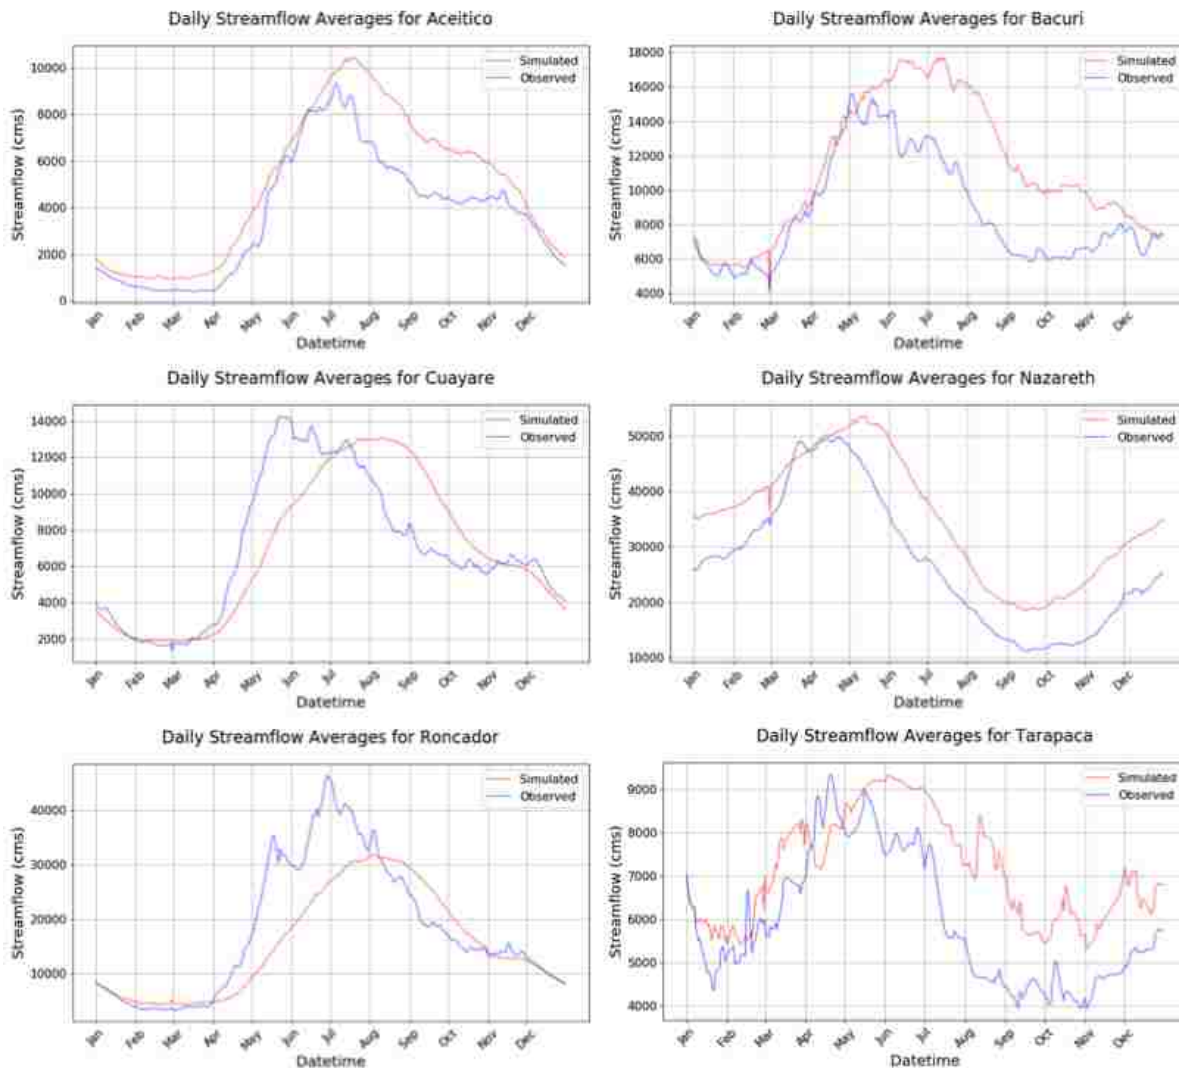 Daily Streamflow Averages for Aceitico
Streamflow (cms)
10000
8000
6000
4000
2000
0
Simulated
Observed
Jan Feb Mar Apr May Jun Jul Aug Sep Oct Nov Dec
Datetime
Daily Streamflow Averages for Bacuri
Streamflow (cms)
18000
16000
14000
12000
10000
8000
6000
4000
Simulated
Observed
Jan Feb Mar Apr May Jun Jul Aug Sep Oct Nov Dec
Datetime
Daily Streamflow Averages for Cuayare
Streamflow (cms)
14000
12000
10000
8000
6000
4000
2000
Simulated
Observed
Jan Feb Mar Apr May Jun Jul Aug Sep Oct Nov Dec
Datetime
Daily Streamflow Averages for Nazareth
Streamflow (cms)
50000
40000
30000
20000
10000
Simulated
Observed
Jan Feb Mar Apr May Jun Jul Aug Sep Oct Nov Dec
Datetime
Daily Streamflow Averages for Roncador
Streamflow (cms)
40000
30000
20000
10000
Simulated
Observed
Jan Feb Mar Apr May Jun Jul Aug Sep Oct Nov Dec
Datetime
Daily Streamflow Averages for Tarapaca
Streamflow (cms)
9000
8000
7000
6000
5000
4000
Simulated
Observed
Jan Feb Mar Apr May Jun Jul Aug Sep Oct Nov Dec
Datetime